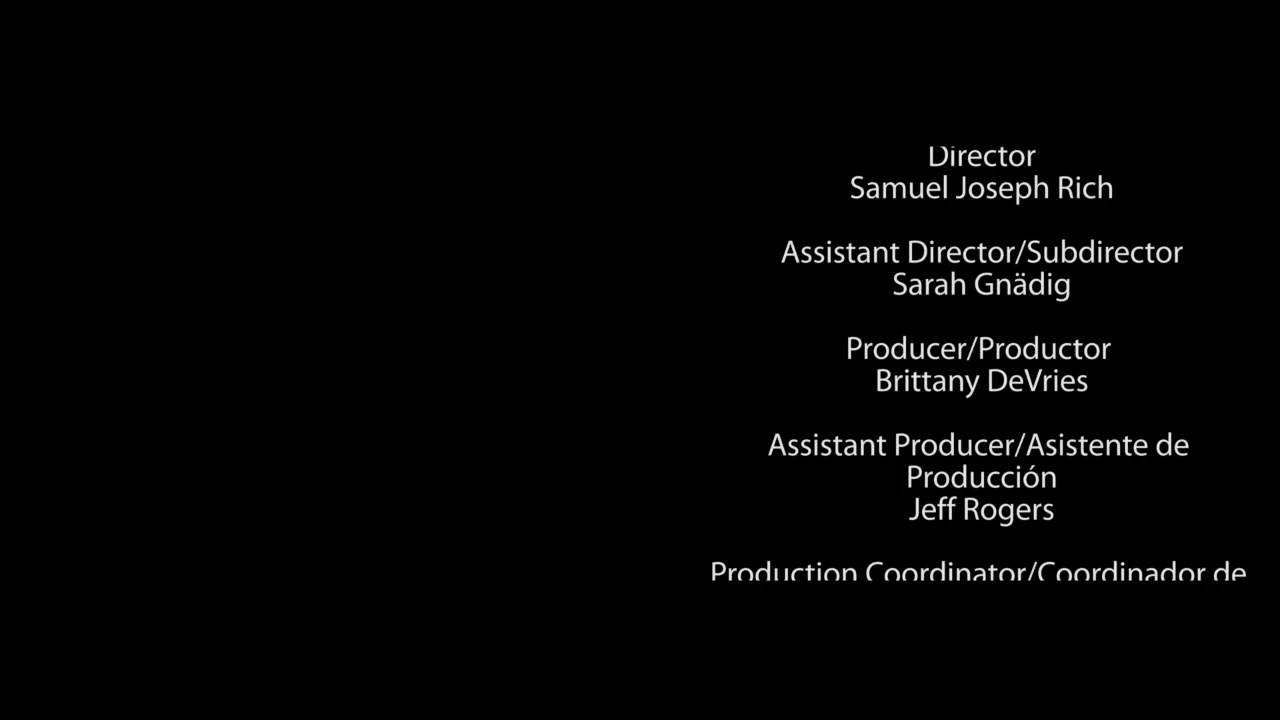 Director
Samuel Joseph Rich
Assistant Director/Subdirector
Sarah Gnädig
Producer/Productor
Brittany DeVries
Assistant Producer/Asistente de
Producción
Jeff Rogers
Production Coordinator/Coordinador de